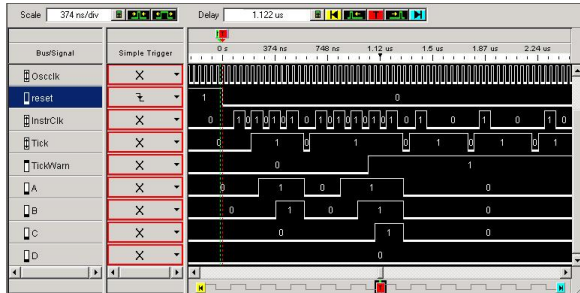 Scale 374 ns/div Delay 1.122 us H T H
Bus/Signal Simple Trigger 0 s 374 ns 748 ns 1.12 us 1.5 us 1.87 us 2.24 us
Oscclk X
reset 1 0
InstrClk X 0 1 0 1 0 1 0 1 0 1 0 1 0 1 0 1 0 1 0 1 0 1 0
Tick X 0 1 0 1 0 1 0 1
TickWarn X 0 1
A X 0 1 0 1 0
B X 0 1 0 1 0
C X 0 1 0
D X 0
H T H